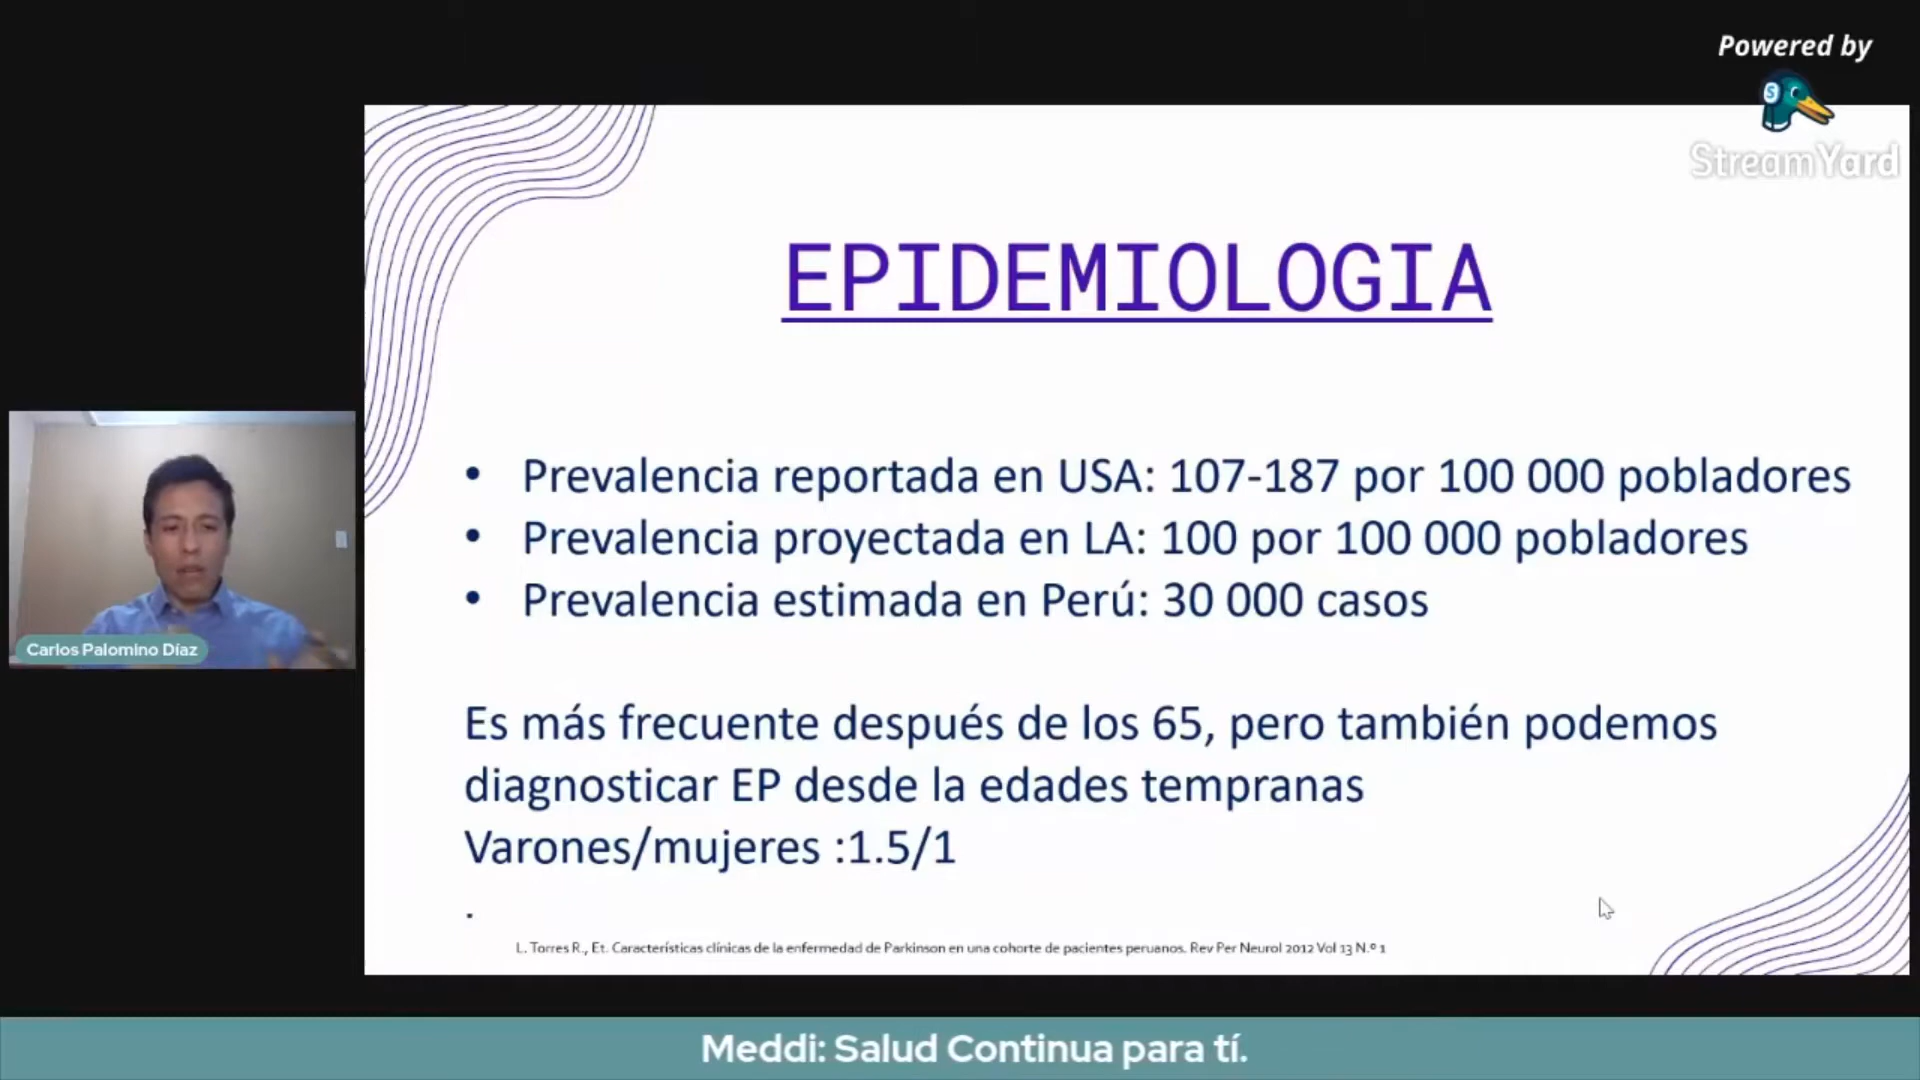 Powered by
StreamYard
EPIDEMIOLOGIA
• Prevalencia reportada en USA: 107-187 por 100 000 pobladores
• Prevalencia proyectada en LA: 100 por 100 000 pobladores
• Prevalencia estimada en Perú: 30 000 casos
Es más frecuente después de los 65, pero también podemos
diagnosticar EP desde la edades tempranas
Varones/mujeres :1.5/1
.
L. Torres R., Et. Características clínicas de la enfermedad de Parkinson en una cohorte de pacientes peruanos. Rev Per Neurol 2012 Vol 13 N.º 1
Carlos Palomino Díaz
Meddi: Salud Continua para tí.